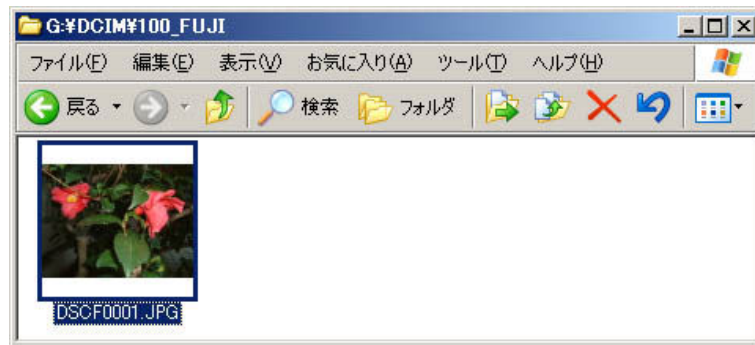 G:¥DCIM¥100_FUJI
ファイル(F) 編集(E) 表示(V) お気に入り(A) ツール(T) ヘルプ(H)
戻る 検索 フォルダ
DSCF0001.JPG